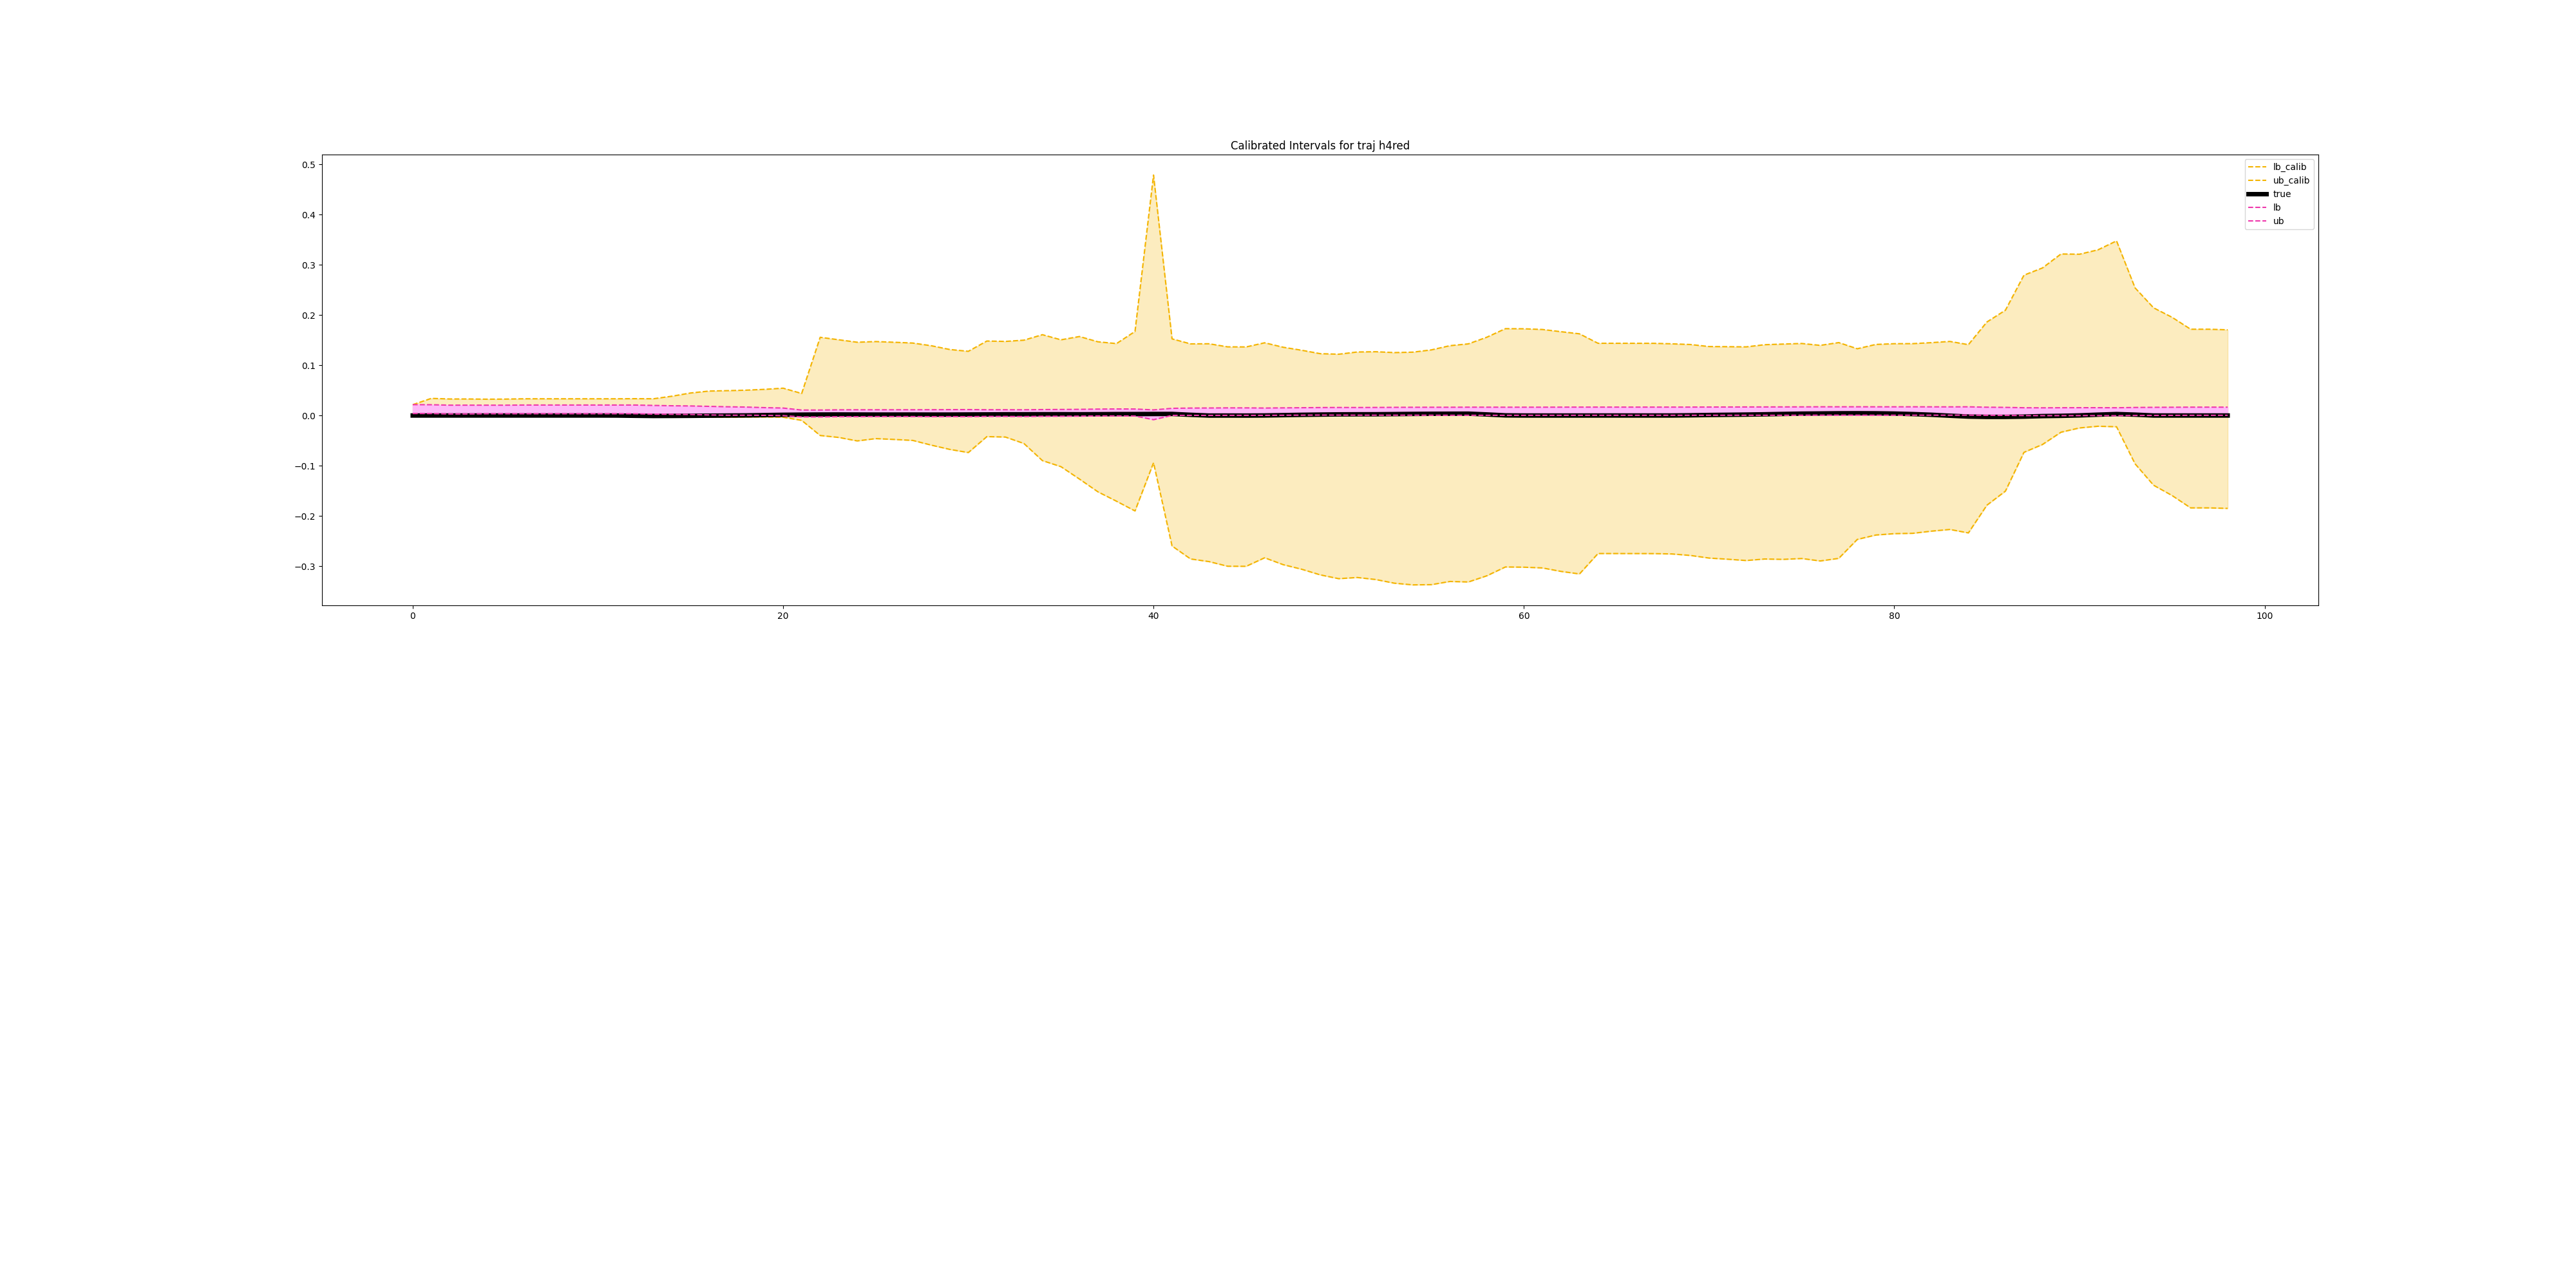 Calibrated Intervals for traj h4red
0.5
0.4
0.3
0.2
0.1
0.0
−0.1
−0.2
−0.3
0 20 40 60 80 100
lb_calib
ub_calib
true
lb
ub